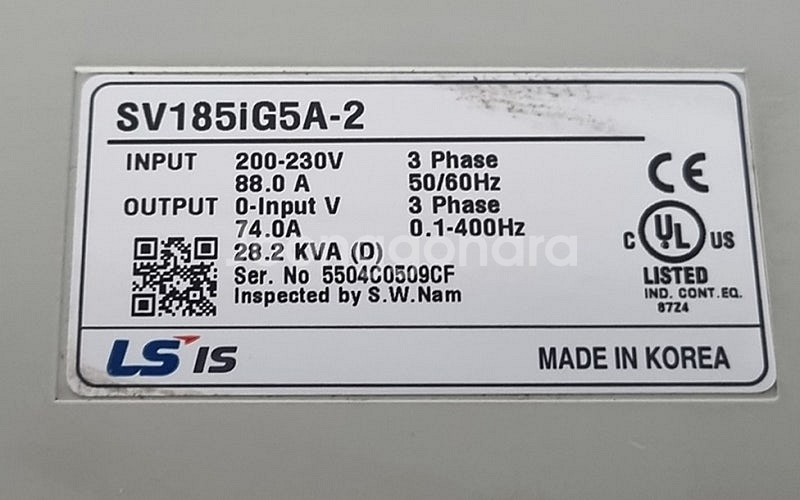 SV185iG5A-2
INPUT 200-230V 3 Phase
88.0 A 50/60Hz
OUTPUT 0-Input V 3 Phase
74.0A 0.1-400Hz
28.2 KVA (D)
Ser. No 5504C0509CF
Inspected by S.W.Nam
CE
C UL US
LISTED
IND. CONT.EQ.
87Z4
LS IS
MADE IN KOREA